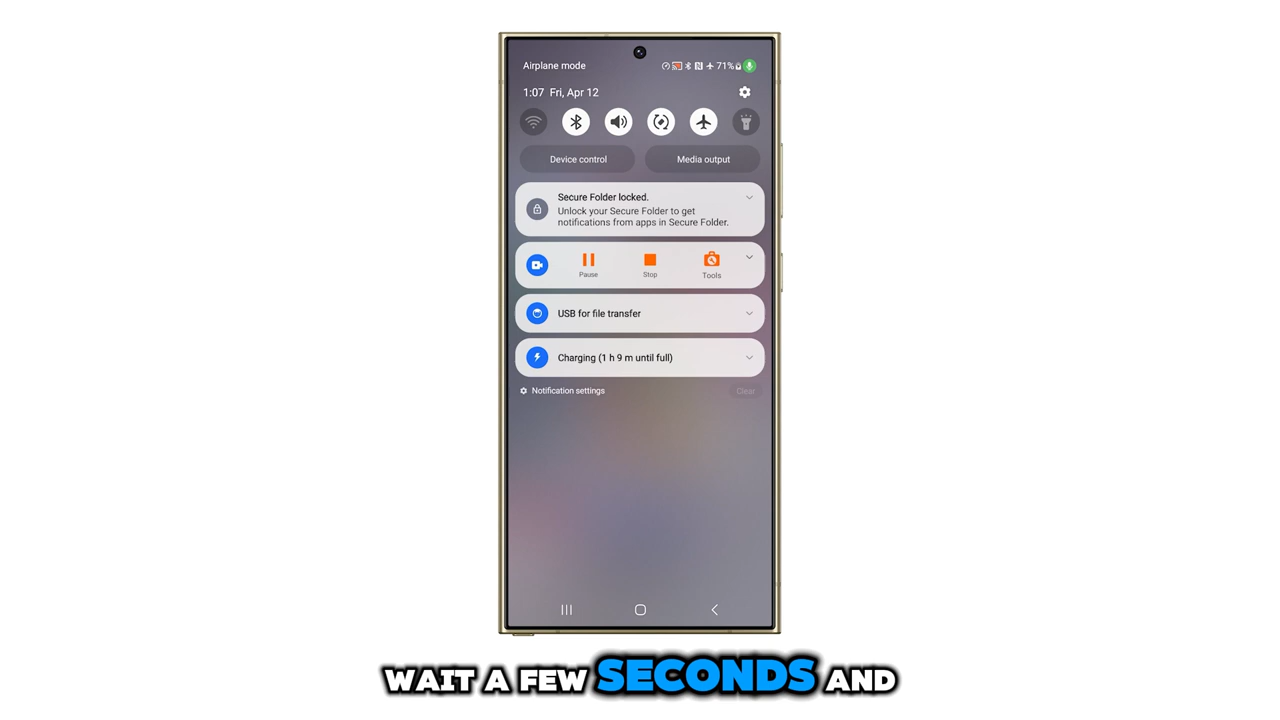 Airplane mode 71%
1:07 Fri, Apr 12
Device control Media output
Secure Folder locked.
Unlock your Secure Folder to get
notifications from apps in Secure Folder.
Pause Stop Tools
USB for file transfer
Charging (1 h 9 m until full)
Notification settings Clear
WAIT A FEW SECONDS AND